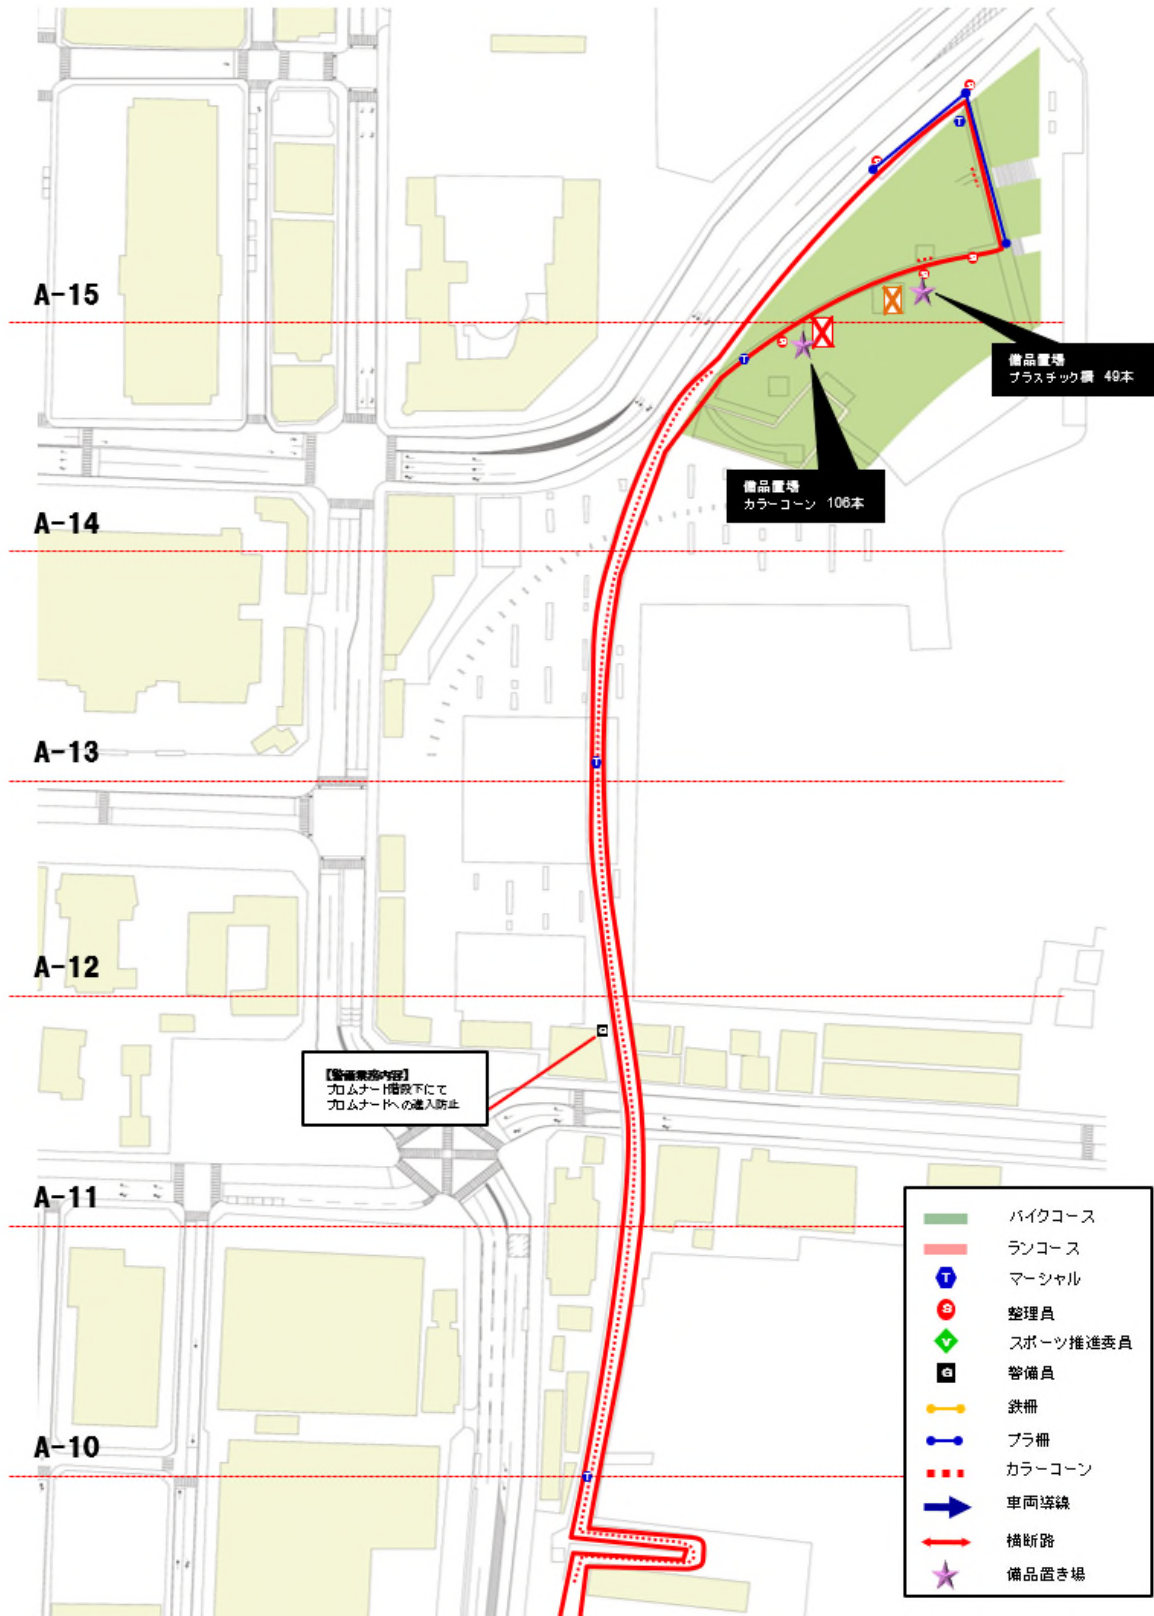 A-15
備品置場
プラスチック柵 49本
備品置場
カラーコーン 106本
A-14
A-13
A-12
【警備業務内容】
プロムナード階段下にて
プロムナードへの進入防止
A-11
A-10
バイクコース
ランコース
T マーシャル
S 整理員
V スポーツ推進委員
G 警備員
鉄柵
プラ柵
カラーコーン
車両導線
横断路
備品置き場